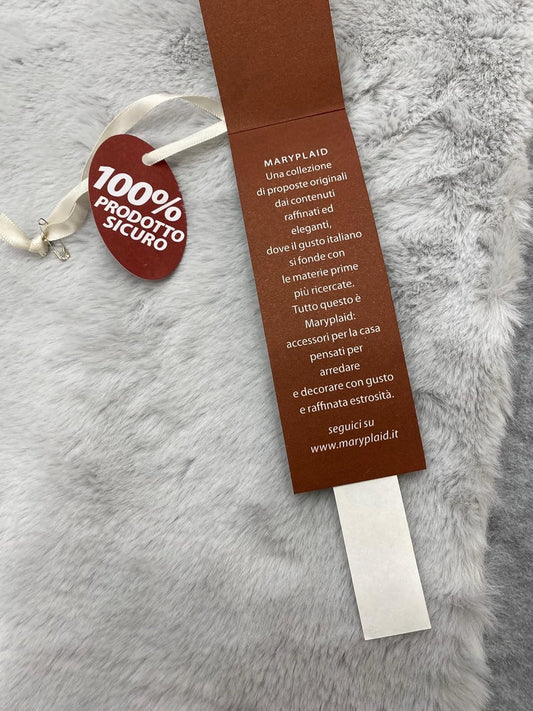 100%
PRODOTTO
SICURO
MARYPLAID
Una collezione
di proposte originali
dai contenuti
raffinati ed
eleganti,
dove il gusto italiano
si fonde con
le materie prime
più ricercate.
Tutto questo è
Maryplaid:
accessori per la casa
pensati per
arredare
e decorare con gusto
e raffinata estrosità.
seguici su
www.maryplaid.it